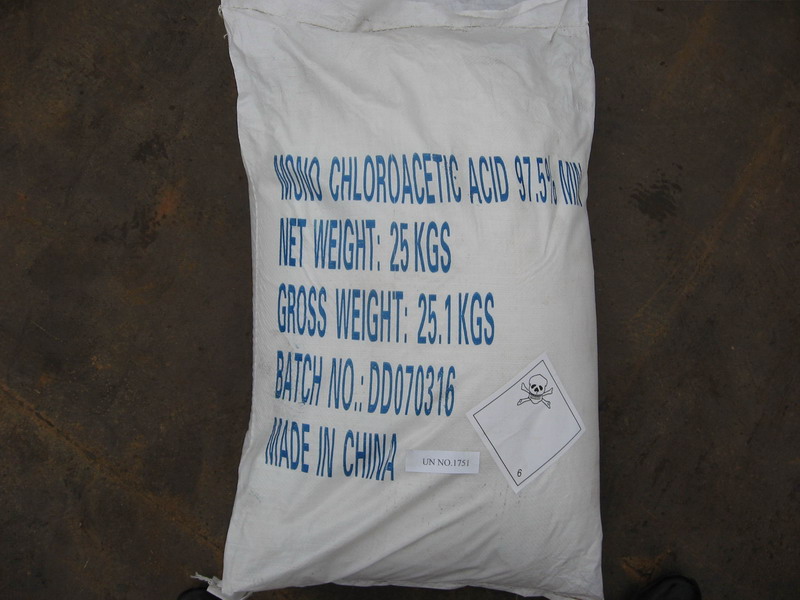 MONO CHLOROACETIC ACID 97.5% MIN
NET WEIGHT: 25 KGS
GROSS WEIGHT: 25.1 KGS
BATCH NO.: DD070316
MADE IN CHINA
UN NO.1751
6